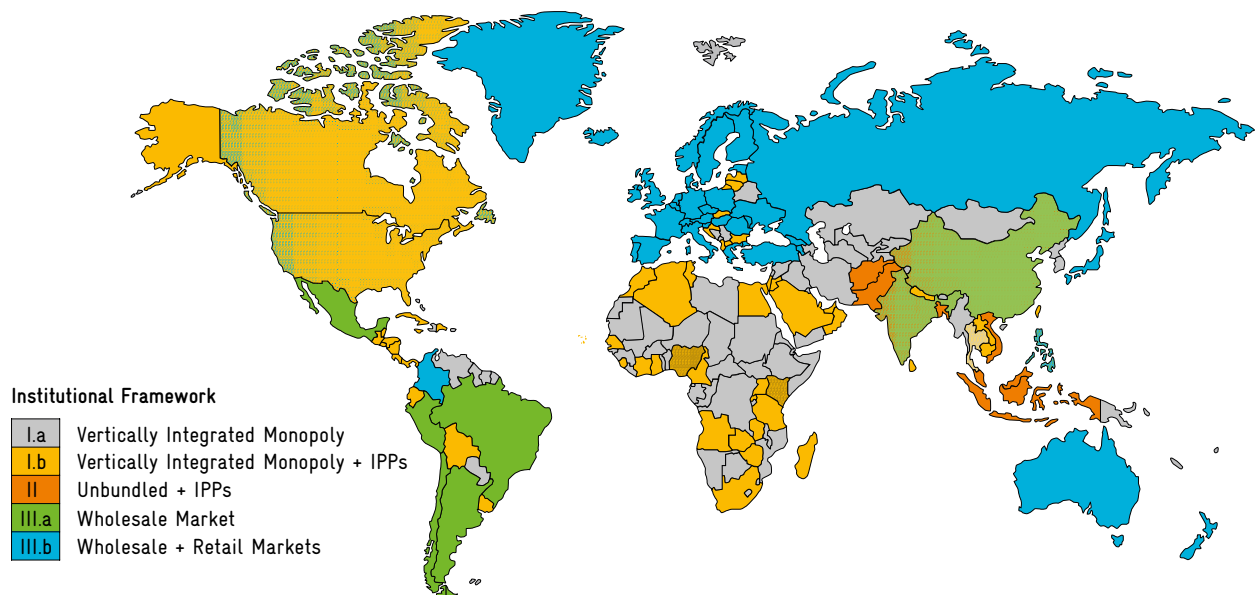 Institutional Framework
I.a Vertically Integrated Monopoly
I.b Vertically Integrated Monopoly + IPPs
II Unbundled + IPPs
III.a Wholesale Market
III.b Wholesale + Retail Markets